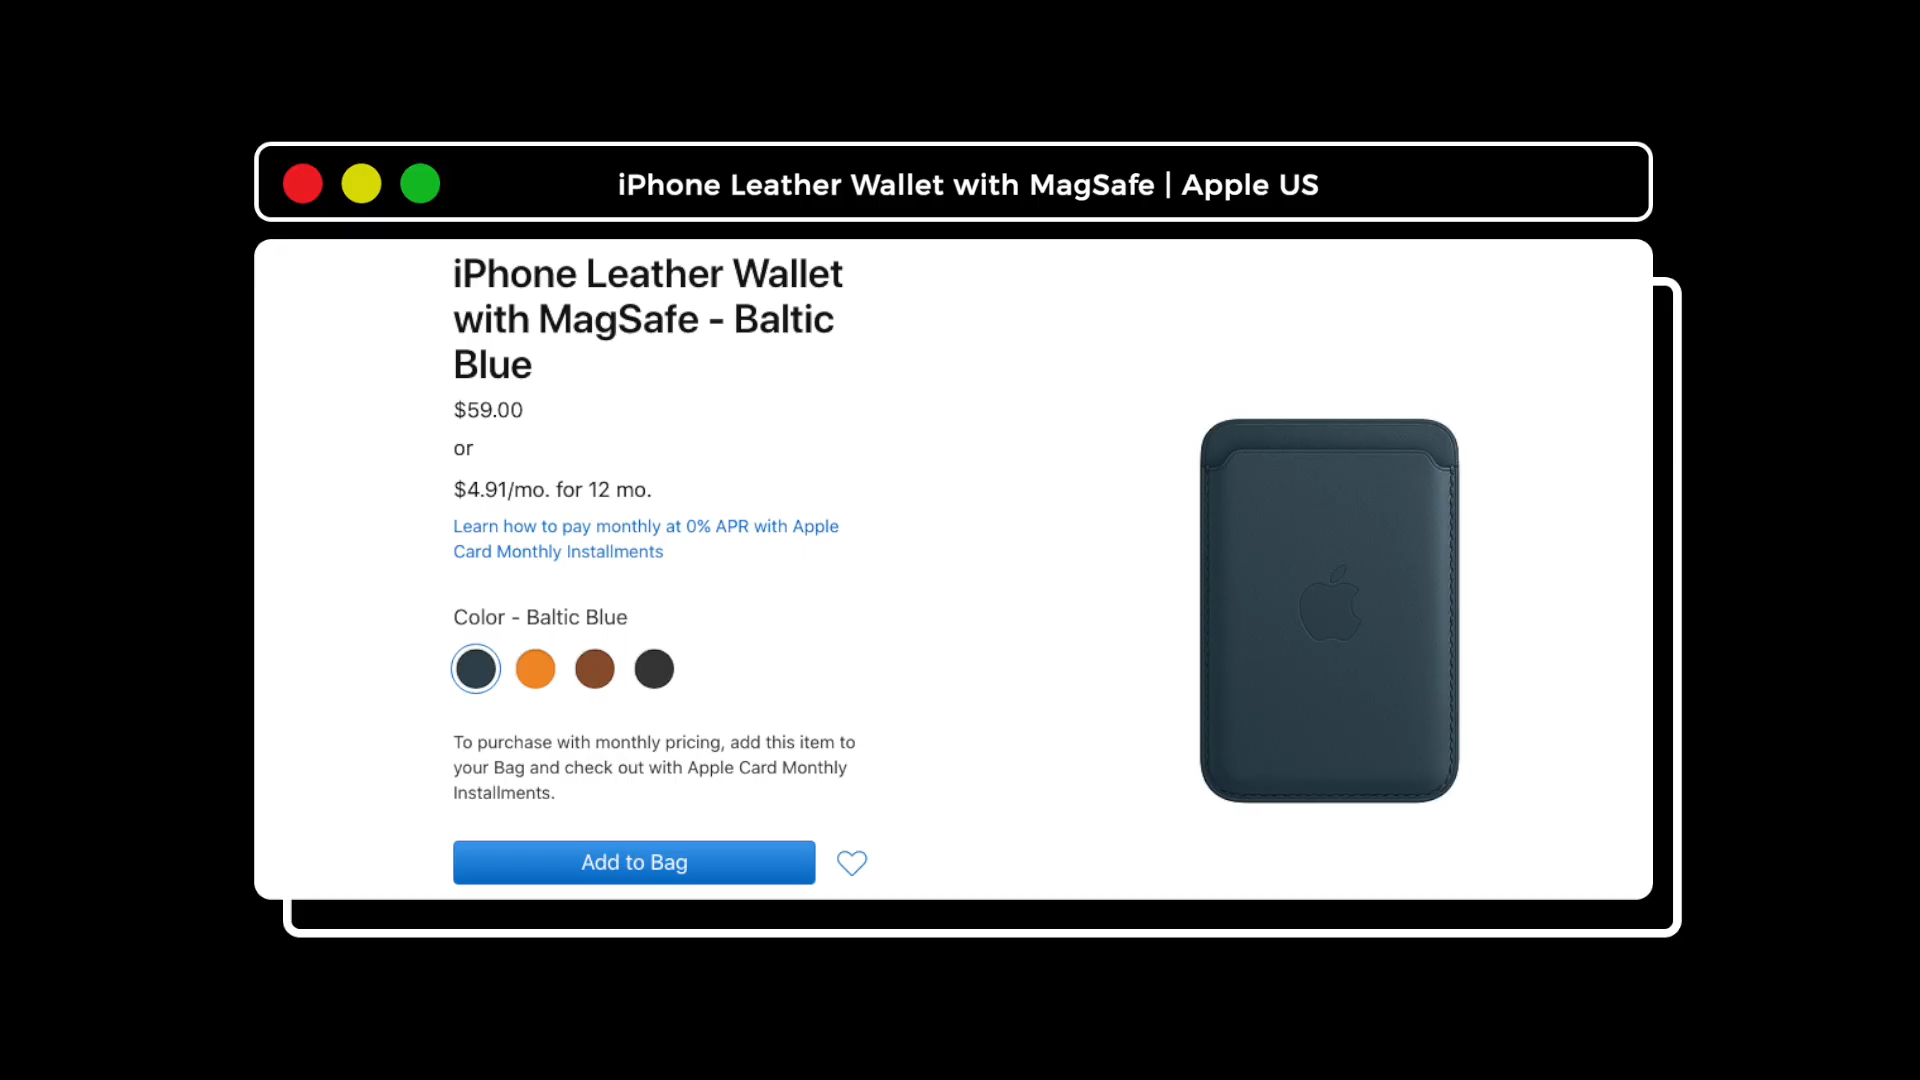 iPhone Leather Wallet with MagSafe | Apple US
iPhone Leather Wallet
with MagSafe - Baltic
Blue
$59.00
or
$4.91/mo. for 12 mo.
Learn how to pay monthly at 0% APR with Apple
Card Monthly Installments
Color - Baltic Blue
To purchase with monthly pricing, add this item to
your Bag and check out with Apple Card Monthly
Installments.
Add to Bag